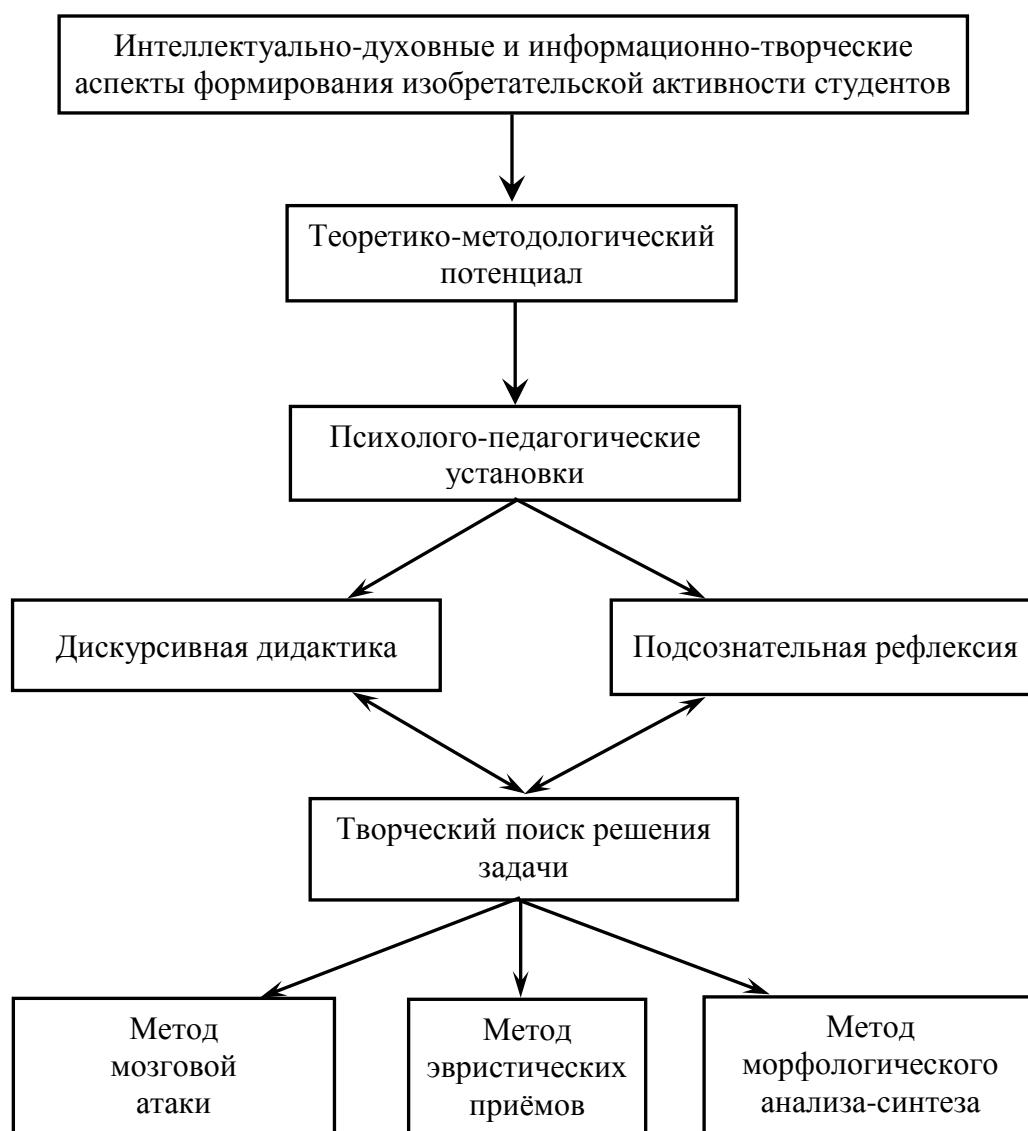 Интеллектуально-духовные и информационно-творческие
аспекты формирования изобретательской активности студентов
Теоретико-методологический
потенциал
Психолого-педагогические
установки
Дискурсивная дидактика
Подсознательная рефлексия
Творческий поиск решения
задачи
Метод
мозговой
атаки
Метод
эвристических
приёмов
Метод
морфологического
анализа-синтеза